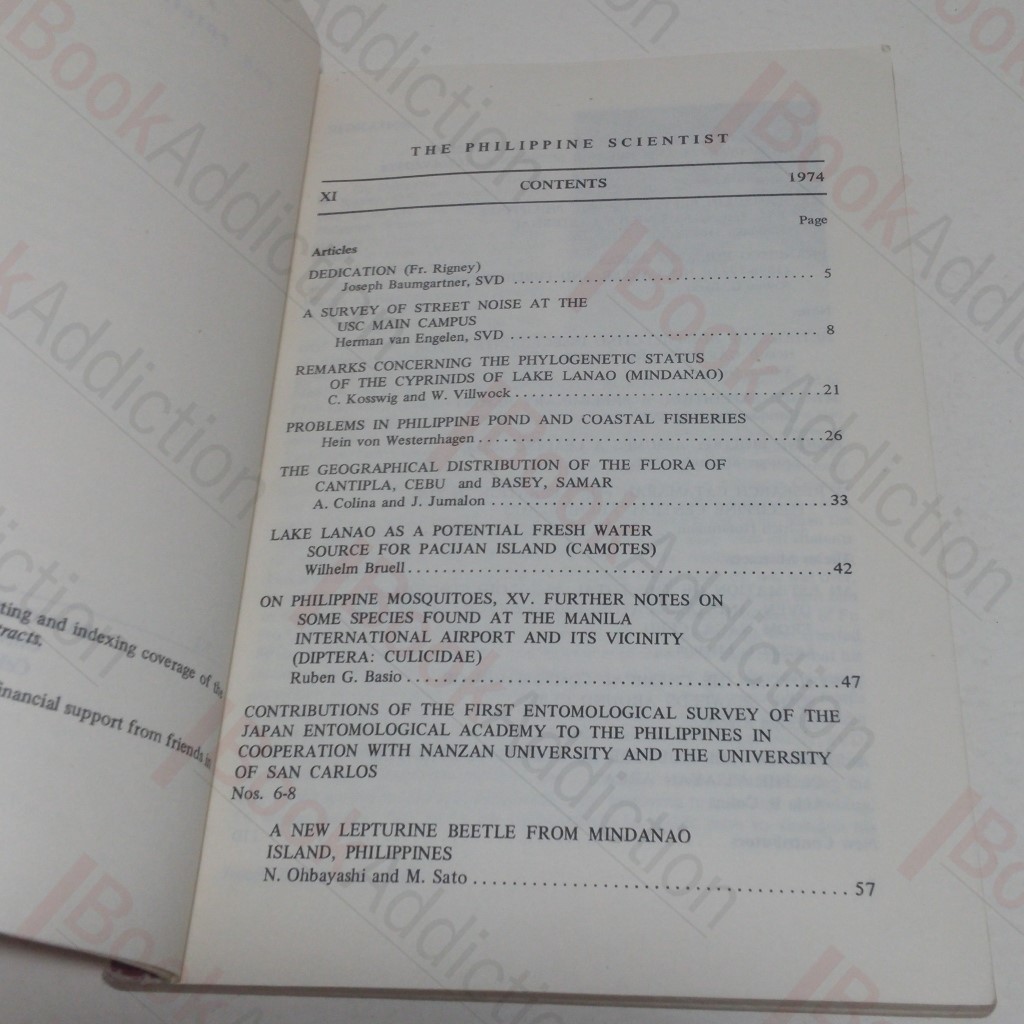 THE PHILIPPINE SCIENTIST
XI CONTENTS 1974
Page
Articles
DEDICATION (Fr. Rigney)
Joseph Baumgartner, SVD ........................................ 5
A SURVEY OF STREET NOISE AT THE
USC MAIN CAMPUS
Herman van Engelen, SVD ........................................ 8
REMARKS CONCERNING THE PHYLOGENETIC STATUS
OF THE CYPRINIDS OF LAKE LANAO (MINDANAO)
C. Kosswig and W. Villwock ........................................ 21
PROBLEMS IN PHILIPPINE POND AND COASTAL FISHERIES
Hein von Westernhagen ........................................ 26
THE GEOGRAPHICAL DISTRIBUTION OF THE FLORA OF
CANTIPLA, CEBU and BASEY, SAMAR
A. Colina and J. Jumalon ........................................ 33
LAKE LANAO AS A POTENTIAL FRESH WATER
SOURCE FOR PACIJAN ISLAND (CAMOTES)
Wilhelm Bruell ........................................ 42
ON PHILIPPINE MOSQUITOES, XV. FURTHER NOTES ON
SOME SPECIES FOUND AT THE MANILA
INTERNATIONAL AIRPORT AND ITS VICINITY
(DIPTERA: CULICIDAE)
Ruben G. Basio ........................................ 47
CONTRIBUTIONS OF THE FIRST ENTOMOLOGICAL SURVEY OF THE
JAPAN ENTOMOLOGICAL ACADEMY TO THE PHILIPPINES IN
COOPERATION WITH NANZAN UNIVERSITY AND THE UNIVERSITY
OF SAN CARLOS
Nos. 6-8
A NEW LEPTURINE BEETLE FROM MINDANAO
ISLAND, PHILIPPINES
N. Ohbayashi and M. Sato ........................................ 57
ting and indexing coverage of the
tracts.
inancial support from friends in
BookAddiction